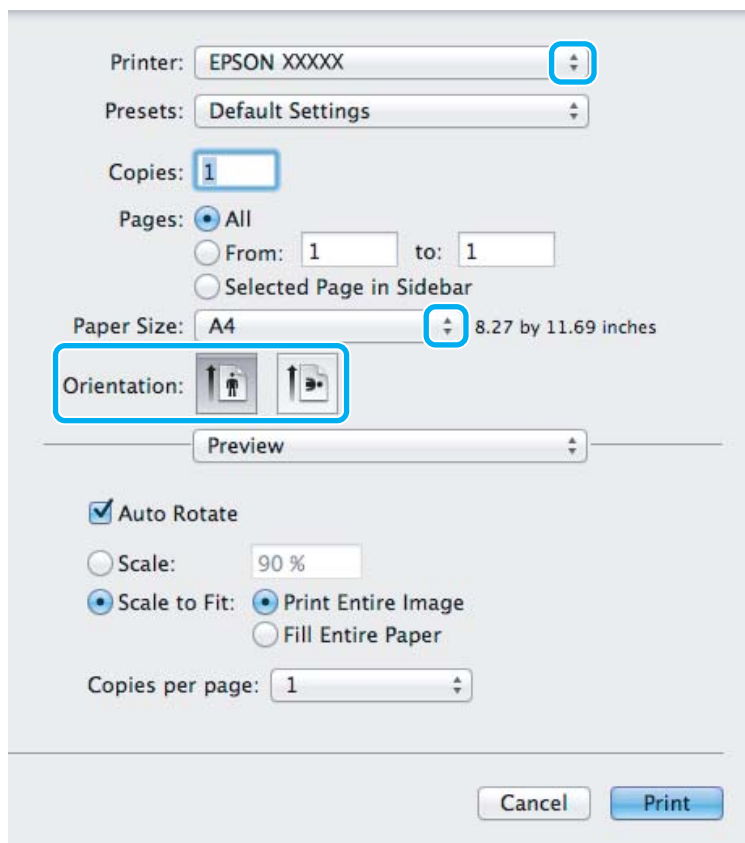 Printer: EPSON XXXXX
Presets: Default Settings
Copies: 1
Pages: All
From: 1 to: 1
Selected Page in Sidebar
Paper Size: A4 8.27 by 11.69 inches
Orientation:
Preview
Auto Rotate
Scale: 90 %
Scale to Fit: Print Entire Image
Fill Entire Paper
Copies per page: 1
Cancel Print